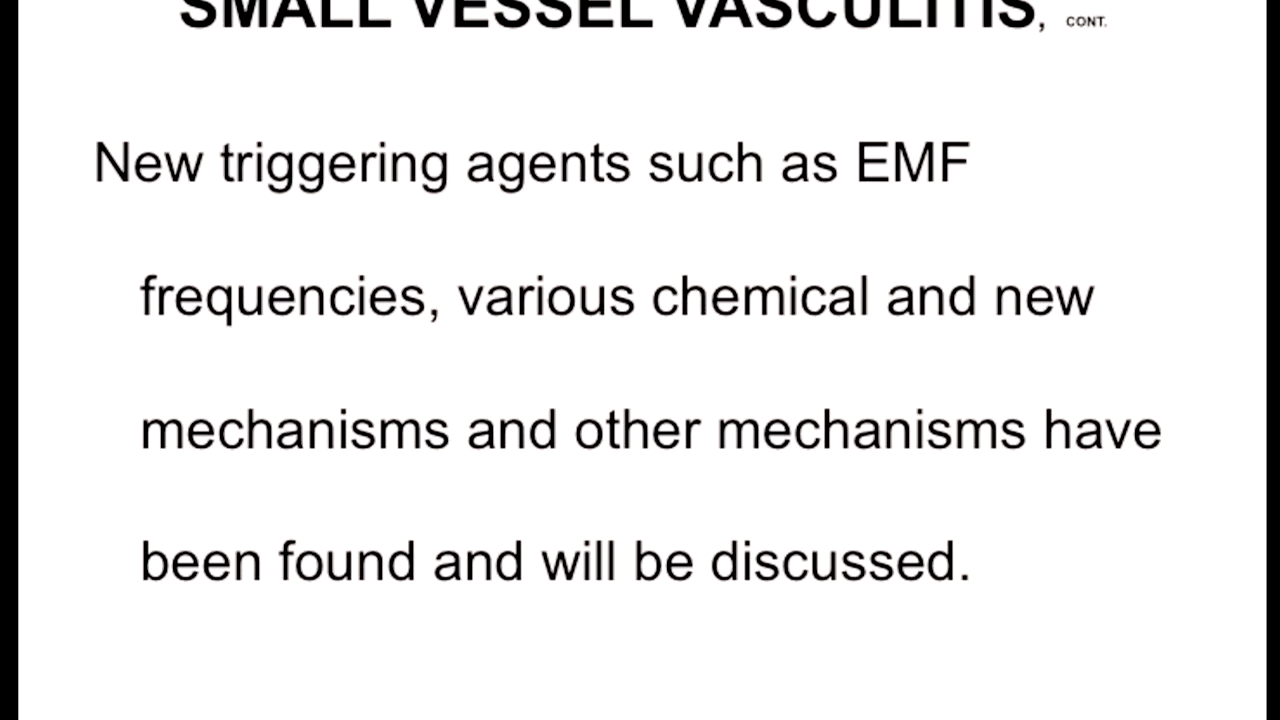 SMALL VESSEL VASCULITIS, CONT.
New triggering agents such as EMF
frequencies, various chemical and new
mechanisms and other mechanisms have
been found and will be discussed.